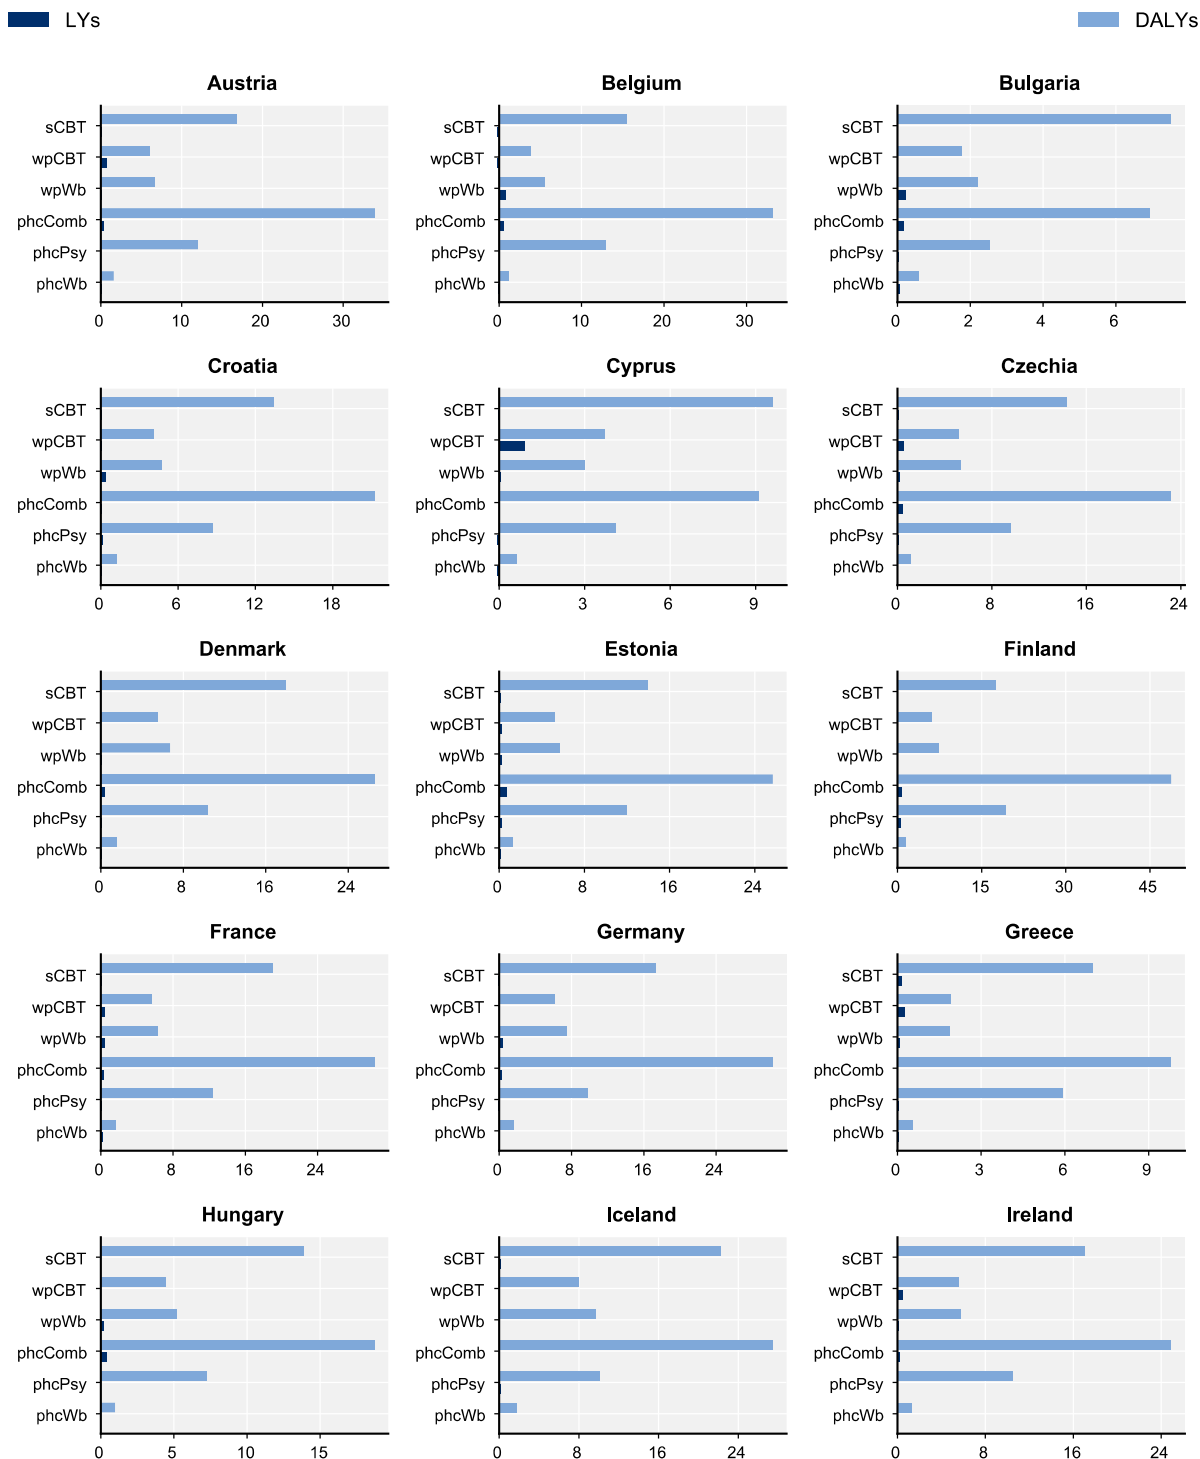 LYs DALYs
Austria Belgium Bulgaria
sCBT sCBT sCBT
wpCBT wpCBT wpCBT
wpWb wpWb wpWb
phcComb phcComb phcComb
phcPsy phcPsy phcPsy
phcWb phcWb phcWb
0 10 20 30 0 10 20 30 0 2 4 6
Croatia Cyprus Czechia
sCBT sCBT sCBT
wpCBT wpCBT wpCBT
wpWb wpWb wpWb
phcComb phcComb phcComb
phcPsy phcPsy phcPsy
phcWb phcWb phcWb
0 6 12 18 0 3 6 9 0 8 16 24
Denmark Estonia Finland
sCBT sCBT sCBT
wpCBT wpCBT wpCBT
wpWb wpWb wpWb
phcComb phcComb phcComb
phcPsy phcPsy phcPsy
phcWb phcWb phcWb
0 8 16 24 0 8 16 24 0 15 30 45
France Germany Greece
sCBT sCBT sCBT
wpCBT wpCBT wpCBT
wpWb wpWb wpWb
phcComb phcComb phcComb
phcPsy phcPsy phcPsy
phcWb phcWb phcWb
0 8 16 24 0 8 16 24 0 3 6 9
Hungary Iceland Ireland
sCBT sCBT sCBT
wpCBT wpCBT wpCBT
wpWb wpWb wpWb
phcComb phcComb phcComb
phcPsy phcPsy phcPsy
phcWb phcWb phcWb
0 5 10 15 0 8 16 24 0 8 16 24